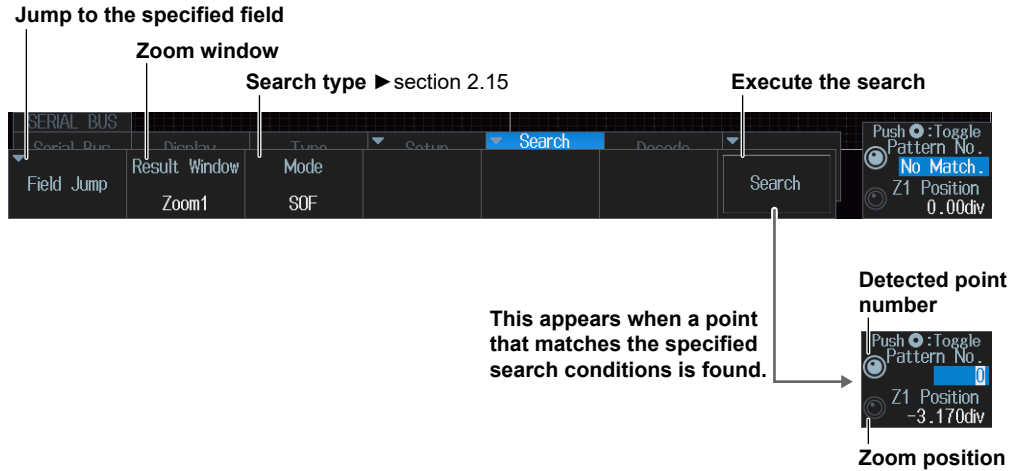 Jump to the specified field
Zoom window
Search type ►section 2.15
Execute the search
SERIAL BUS
Serial Bus Display Type Setup Search Decode
Field Jump
Result Window
Zoom1
Mode
SOF
Search
Push :Toggle
Pattern No.
No Match.
Z1 Position
0.00div
Detected point
number
This appears when a point
that matches the specified
search conditions is found.
Push :Toggle
Pattern No.
0
Z1 Position
-3.170div
Zoom position